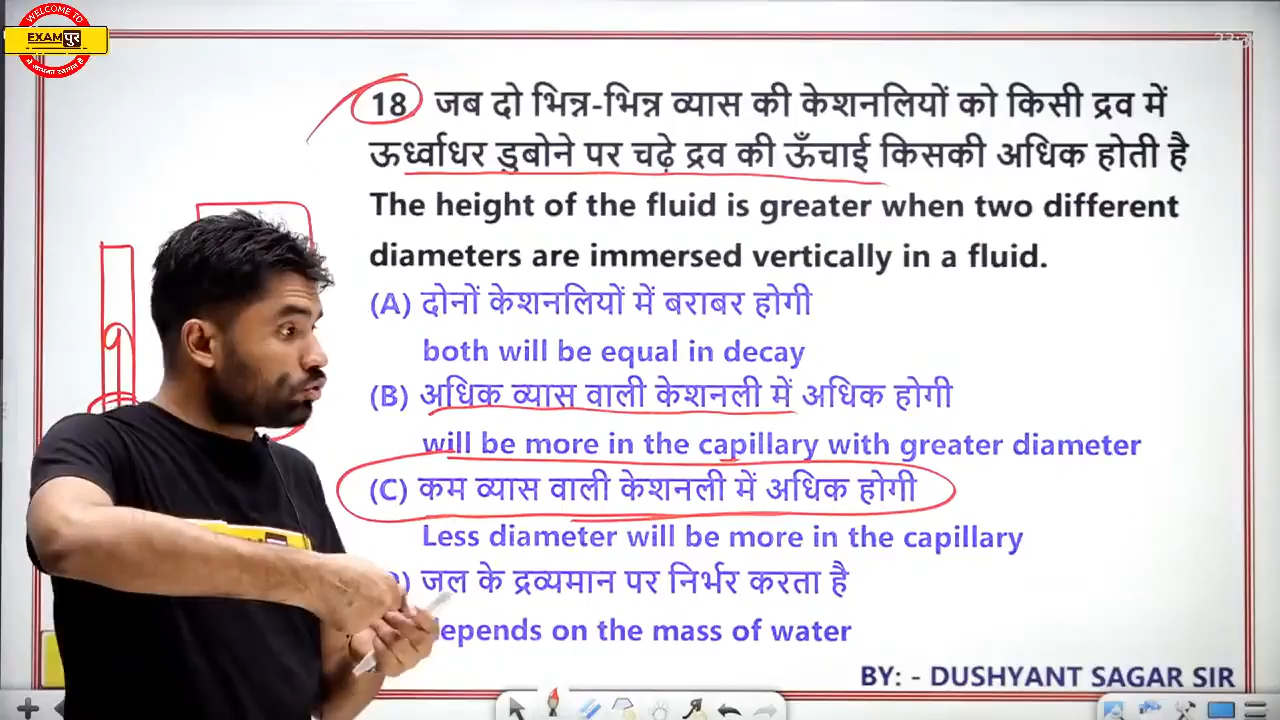 WELCOME TO
EXAMपुर
22:3
18 जब दो भिन्न-भिन्न व्यास की केशनलियों को किसी द्रव में
ऊर्ध्वाधर डुबोने पर चढ़े द्रव की ऊँचाई किसकी अधिक होती है
The height of the fluid is greater when two different
diameters are immersed vertically in a fluid.
(A) दोनों केशनलियों में बराबर होगी
both will be equal in decay
(B) अधिक व्यास वाली केशनली में अधिक होगी
will be more in the capillary with greater diameter
(C) कम व्यास वाली केशनली में अधिक होगी
Less diameter will be more in the capillary
जल के द्रव्यमान पर निर्भर करता है
depends on the mass of water
BY: - DUSHYANT SAGAR SIR